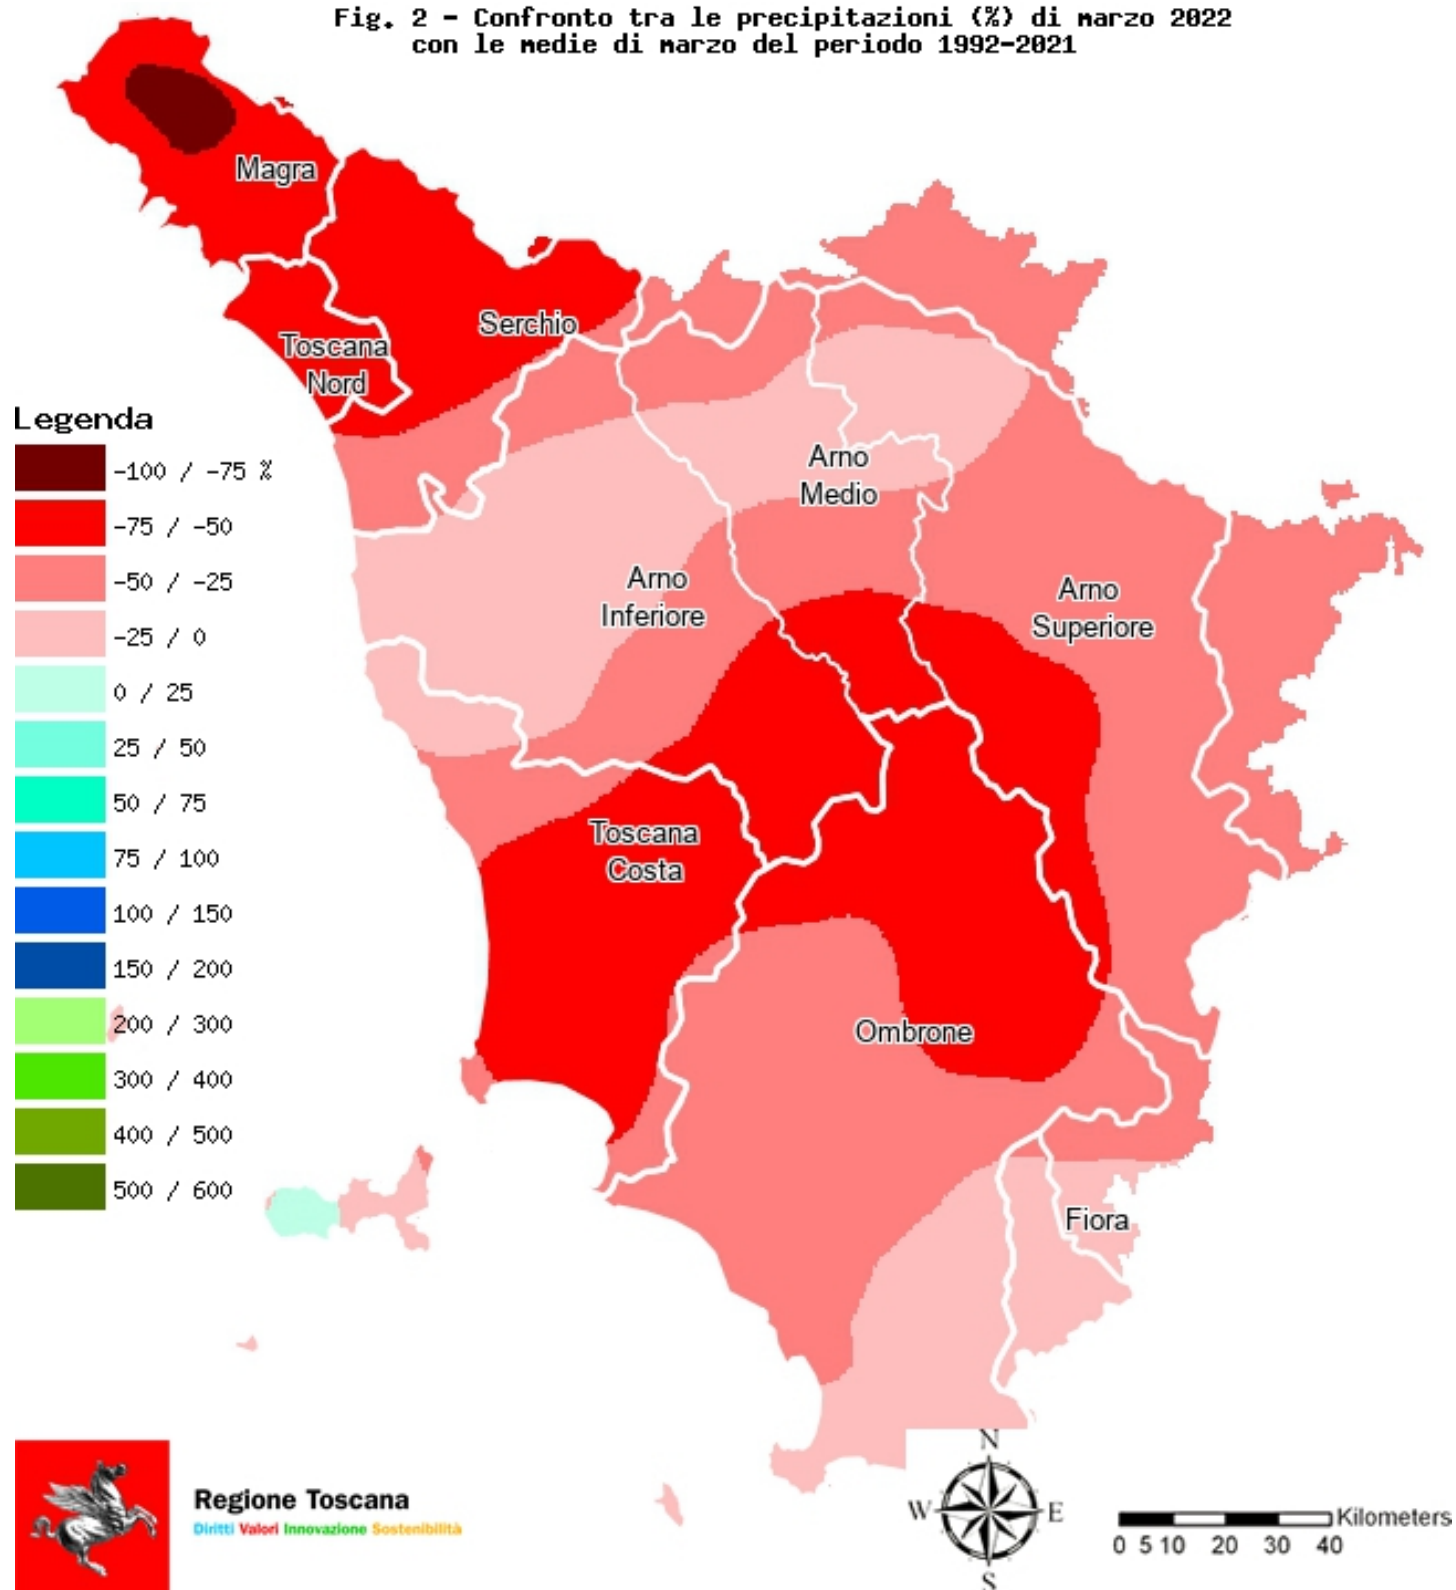 Fig. 2 - Confronto tra le precipitazioni (%) di marzo 2022
con le medie di marzo del periodo 1992-2021
Magra
Serchio
Toscana
Nord
Legenda
-100 / -75 %
-75 / -50
-50 / -25
-25 / 0
0 / 25
25 / 50
50 / 75
75 / 100
100 / 150
150 / 200
200 / 300
300 / 400
400 / 500
500 / 600
Arno
Medio
Arno
Inferiore
Arno
Superiore
Toscana
Costa
Ombrone
Fiora
Regione Toscana
Diritti Valori Innovazione Sostenibilità
N
W E
S
Kilometers
0 5 10 20 30 40